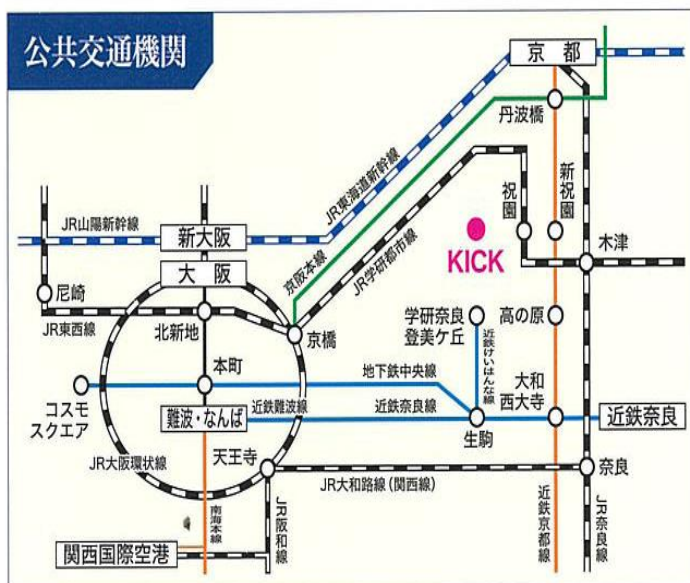 公共交通機関
京都
丹波橋
JR東海道新幹線
JR山陽新幹線
新大阪
大阪
京阪本線
JR学研都市線
祝園
新祝園
木津
KICK
尼崎
JR東西線
北新地
京橋
学研奈良
登美ケ丘
近鉄けいはんな線
高の原
本町
地下鉄中央線
コスモ
スクエア
難波・なんば
近鉄難波線
近鉄奈良線
生駒
大和
西大寺
近鉄奈良
JR大阪環状線
天王寺
JR大和路線(関西線)
奈良
南海本線
JR阪和線
近鉄京都線
JR奈良線
関西国際空港